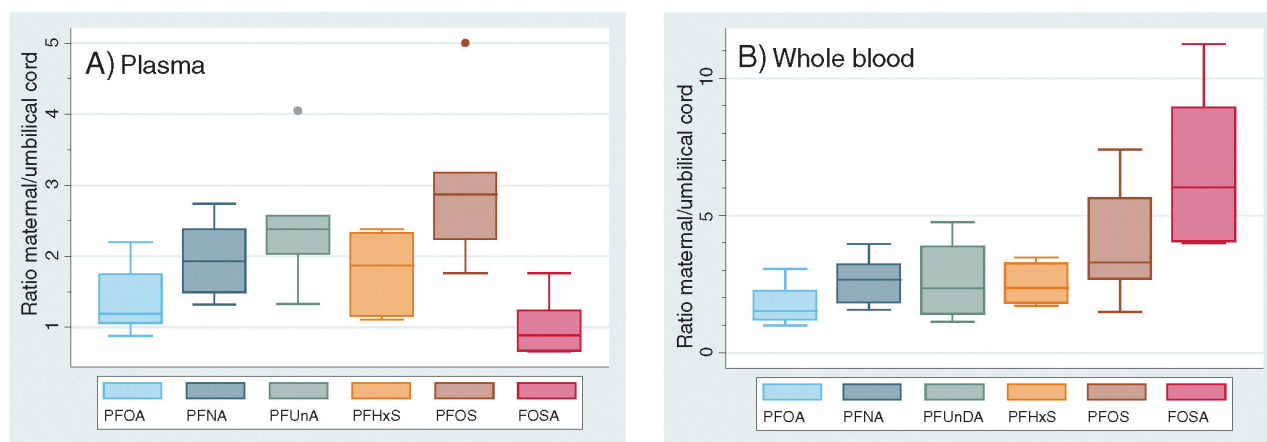 A) Plasma
Ratio maternal/umbilical cord
5
4
3
2
1
PFOA PFNA PFUnA PFHxS PFOS FOSA
B) Whole blood
Ratio maternal/umbilical cord
10
5
0
PFOA PFNA PFUnDA PFHxS PFOS FOSA